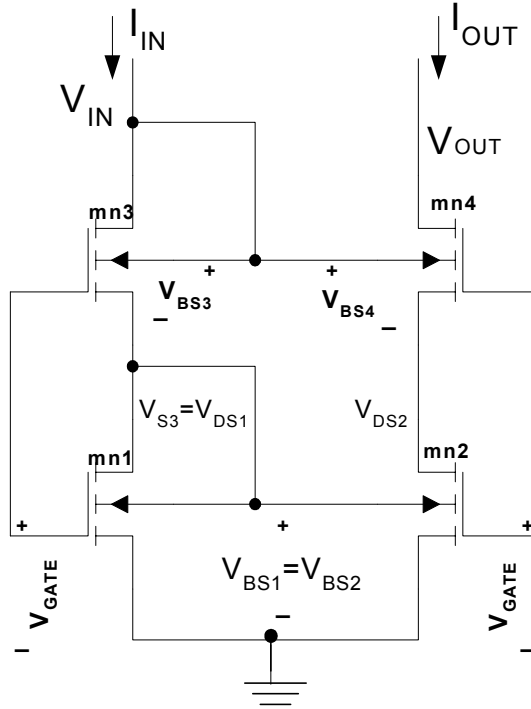 I_IN
I_OUT
V_IN
V_OUT
mn3
mn4
+
+
V_BS3
V_BS4
–
–
V_S3=V_DS1
V_DS2
mn1
mn2
+
+
+
V_BS1=V_BS2
V_GATE
V_GATE
–
–
–